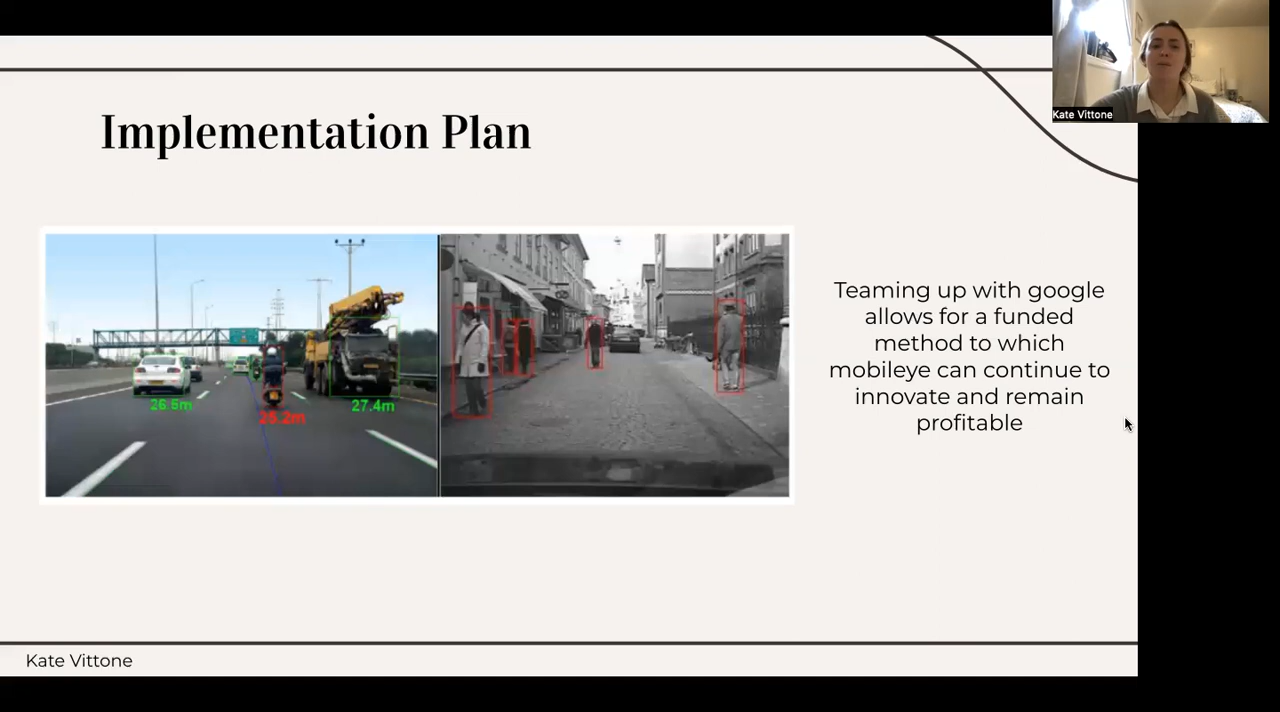 Kate Vittone
Implementation Plan
26.5m
25.2m
27.4m
Teaming up with google
allows for a funded
method to which
mobileye can continue to
innovate and remain
profitable
Kate Vittone